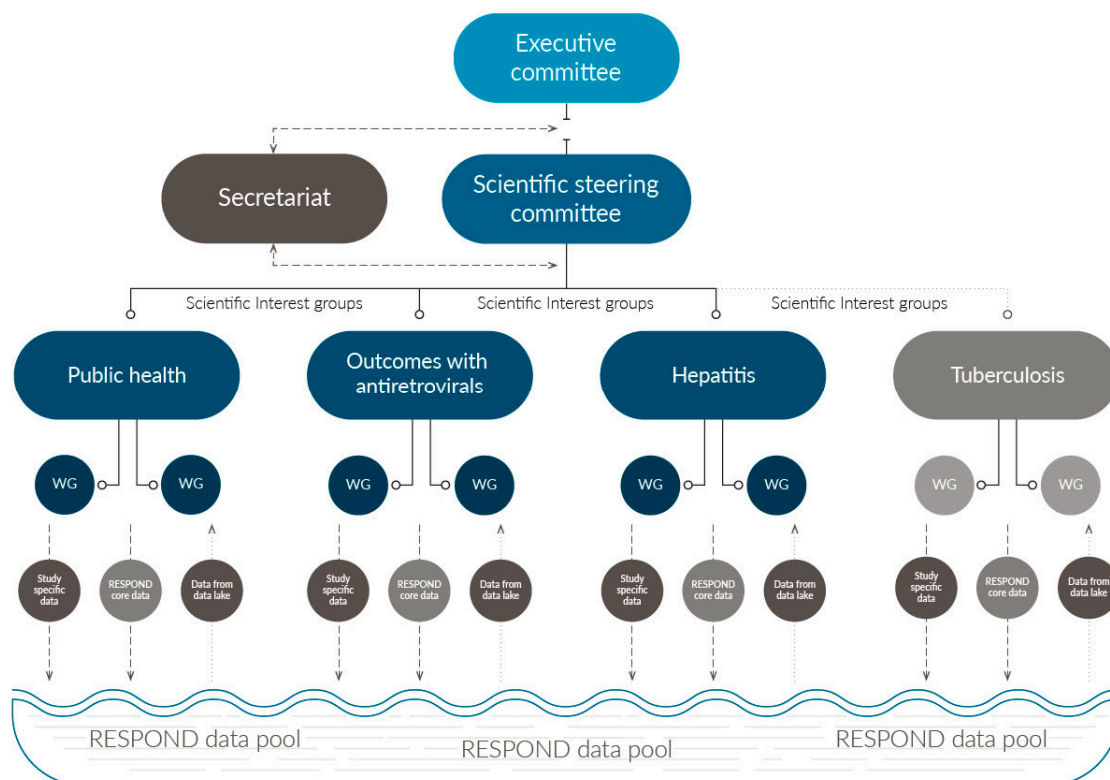 Executive
committee
Secretariat
Scientific steering
committee
Scientific Interest groups
Scientific Interest groups
Scientific Interest groups
Public health
Outcomes with
antiretrovirals
Hepatitis
Tuberculosis
WG
WG
WG
WG
WG
WG
WG
WG
Study
specific
data
RESPOND
core data
Data from
data lake
Study
specific
data
RESPOND
core data
Data from
data lake
Study
specific
data
RESPOND
core data
Data from
data lake
Study
specific
data
RESPOND
core data
Data from
data lake
RESPOND data pool
RESPOND data pool
RESPOND data pool